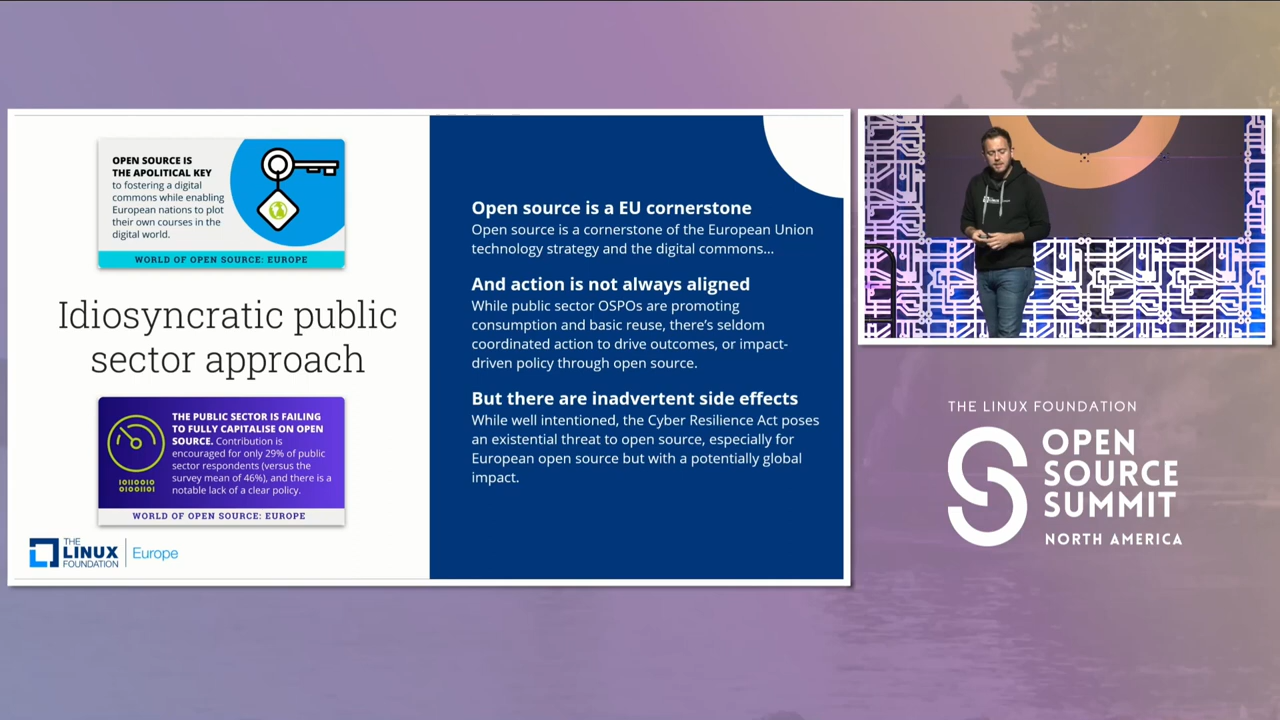 OPEN SOURCE IS
THE APOLITICAL KEY
to fostering a digital
commons while enabling
European nations to plot
their own courses in the
digital world.
WORLD OF OPEN SOURCE: EUROPE
Idiosyncratic public
sector approach
THE PUBLIC SECTOR IS FAILING
TO FULLY CAPITALISE ON OPEN
SOURCE. Contribution is
encouraged for only 29% of public
sector respondents (versus the
survey mean of 46%), and there is a
notable lack of a clear policy.
10110010
01001101
WORLD OF OPEN SOURCE: EUROPE
THE
LINUX
FOUNDATION
Europe
Open source is a EU cornerstone
Open source is a cornerstone of the European Union
technology strategy and the digital commons...
And action is not always aligned
While public sector OSPOs are promoting
consumption and basic reuse, there's seldom
coordinated action to drive outcomes, or impact-
driven policy through open source.
But there are inadvertent side effects
While well intentioned, the Cyber Resilience Act poses
an existential threat to open source, especially for
European open source but with a potentially global
impact.
THE LINUX FOUNDATION
OPEN
SOURCE
SUMMIT
NORTH AMERICA